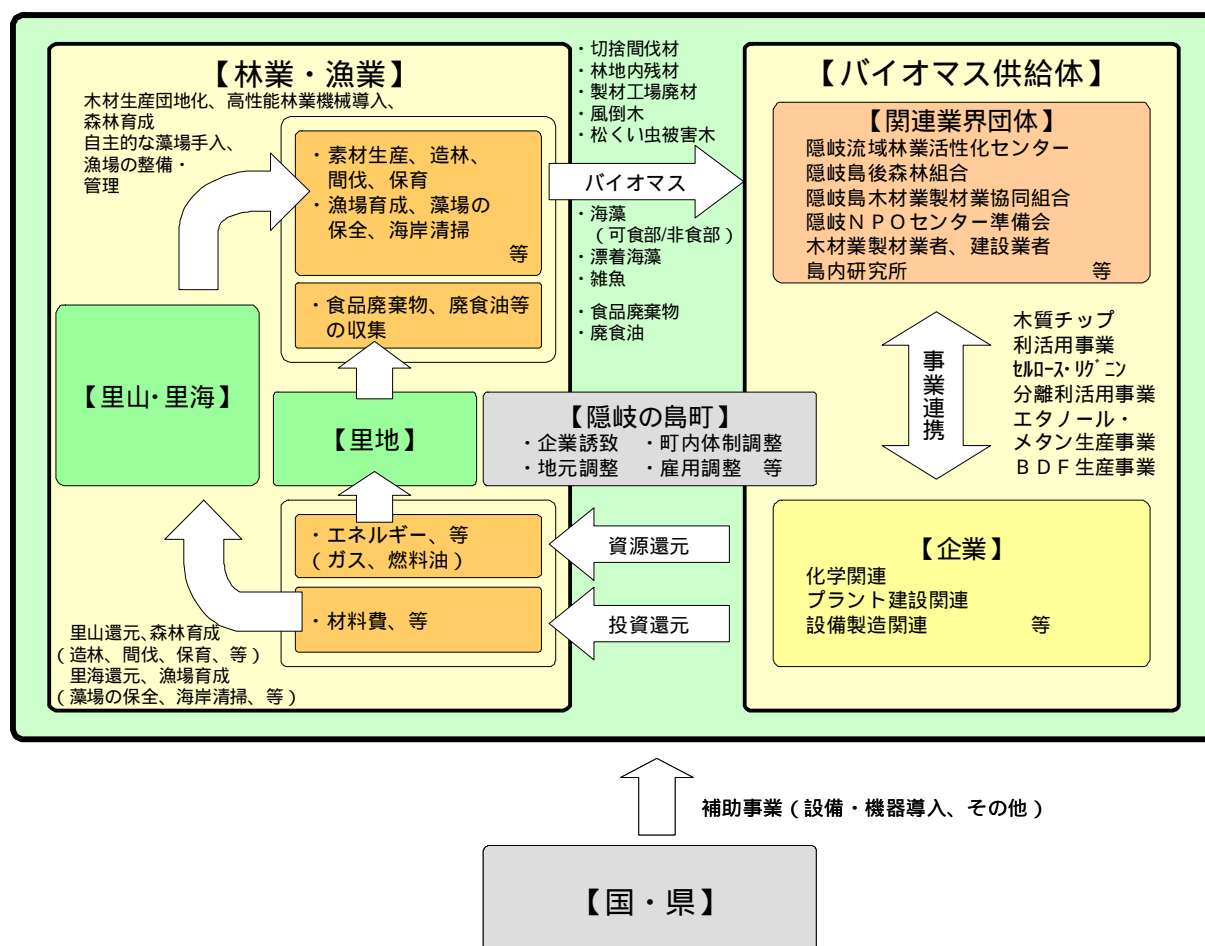 【林業・漁業】
木材生産団地化、高性能林業機械導入、
森林育成
自主的な藻場手入、
漁場の整備・
管理
・素材生産、造林、
間伐、保育
・漁場育成、藻場の
保全、海岸清掃
等
・食品廃棄物、廃食油等
の収集
【里山・里海】
【里地】
・エネルギー、等
(ガス、燃料油)
・材料費、等
里山還元、森林育成
(造林、間伐、保育、等)
里海還元、漁場育成
(藻場の保全、海岸清掃、等)
・切捨間伐材
・林地内残材
・製材工場廃材
・風倒木
・松くい虫被害木
バイオマス
・海藻
(可食部/非食部)
・漂着海藻
・雑魚
・食品廃棄物
・廃食油
【隠岐の島町】
・企業誘致 ・町内体制調整
・地元調整 ・雇用調整 等
資源還元
投資還元
【バイオマス供給体】
【関連業界団体】
隠岐流域林業活性化センター
隠岐島後森林組合
隠岐島木材業製材業協同組合
隠岐NPOセンター準備会
木材業製材業者、建設業者
島内研究所 等
事業連携
木質チップ
利活用事業
セルロース・リグニン
分離利活用事業
エタノール・
メタン生産事業
BDF生産事業
【企業】
化学関連
プラント建設関連
設備製造関連 等
補助事業(設備・機器導入、その他)
【国・県】